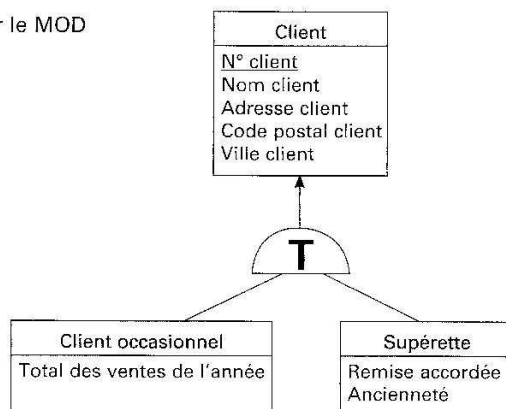 r le MOD
Client
N° client
Nom client
Adresse client
Code postal client
Ville client
T
Client occasionnel
Total des ventes de l'année
Supérette
Remise accordée
Ancienneté